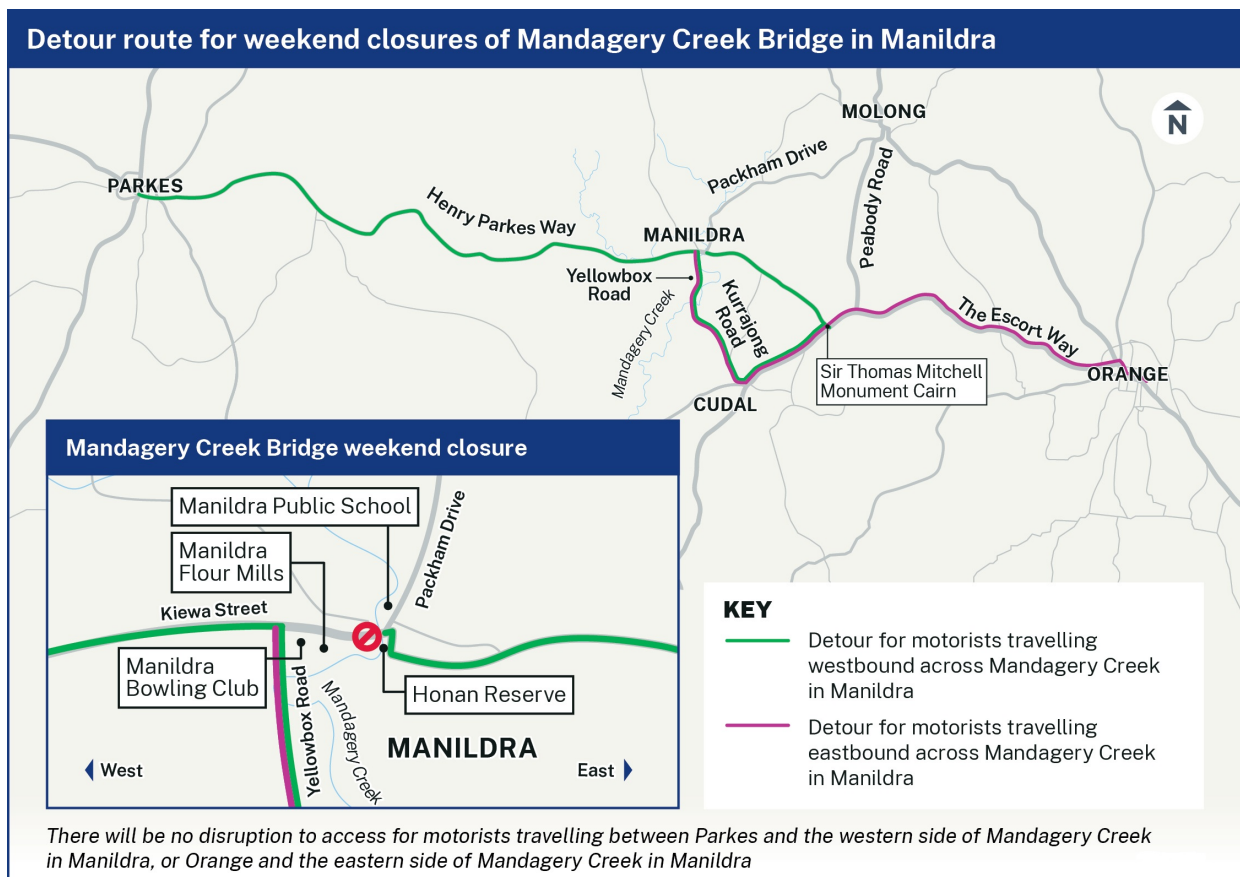 Detour route for weekend closures of Mandagery Creek Bridge in Manildra
N
MOLONG
Packham Drive
Peabody Road
PARKES
Henry Parkes Way
MANILDRA
Yellowbox
Road
Kurrajong
Road
Mandagery Creek
The Escort Way
ORANGE
Sir Thomas Mitchell
Monument Cairn
CUDAL
Mandagery Creek Bridge weekend closure
Manildra Public School
Manildra
Flour Mills
Packham Drive
Kiewa Street
Manildra
Bowling Club
Yellowbox Road
Mandagery Creek
Honan Reserve
MANILDRA
West
East
KEY
Detour for motorists travelling
westbound across Mandagery Creek
in Manildra
Detour for motorists travelling
eastbound across Mandagery Creek
in Manildra
There will be no disruption to access for motorists travelling between Parkes and the western side of Mandagery Creek
in Manildra, or Orange and the eastern side of Mandagery Creek in Manildra